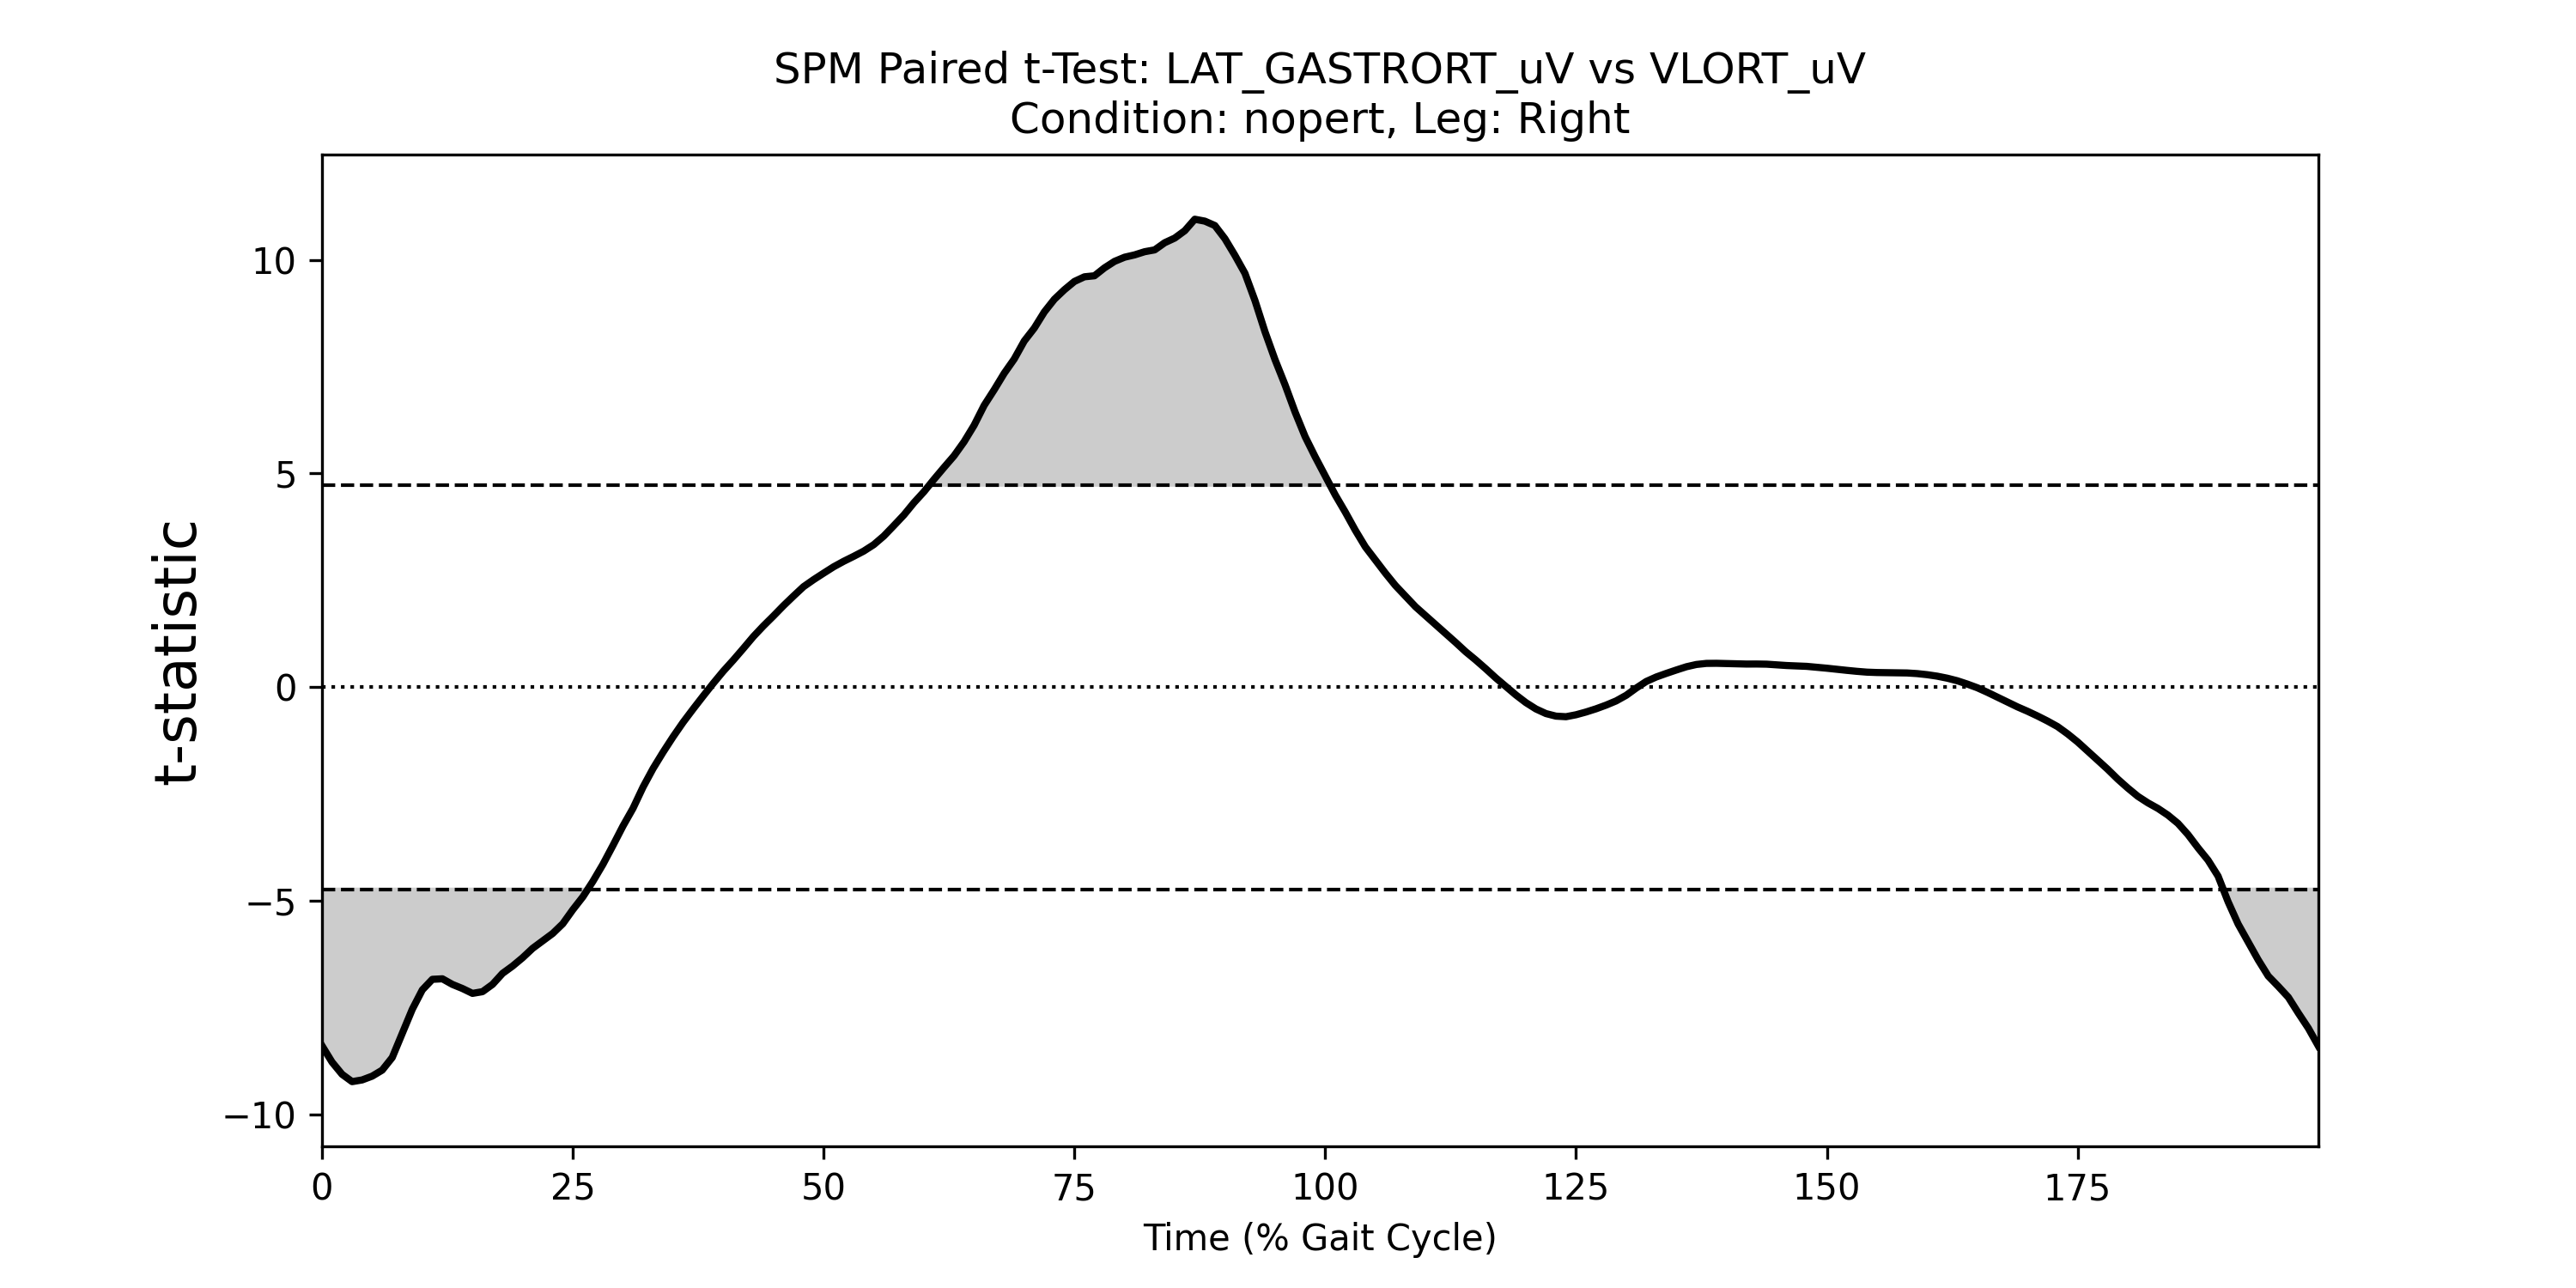 SPM Paired t-Test: LAT_GASTRORT_uV vs VLORT_uV
Condition: nopert, Leg: Right
t-statistic
10
5
0
−5
−10
0 25 50 75 100 125 150 175
Time (% Gait Cycle)